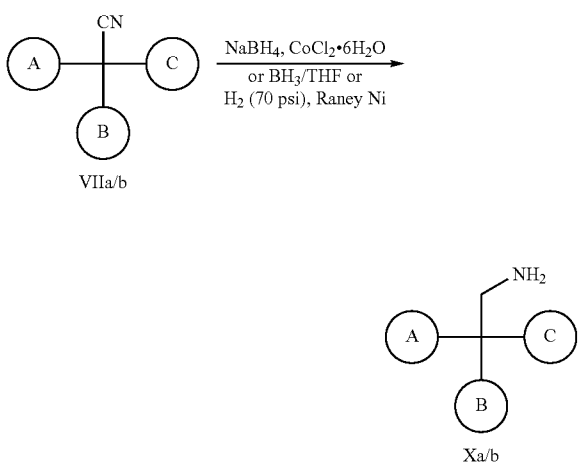 CN
NaBH4, CoCl2•6H2O
A
C
or BH3/THF or
H2 (70 psi), Raney Ni
B
VIIa/b
NH2
A
C
B
Xa/b